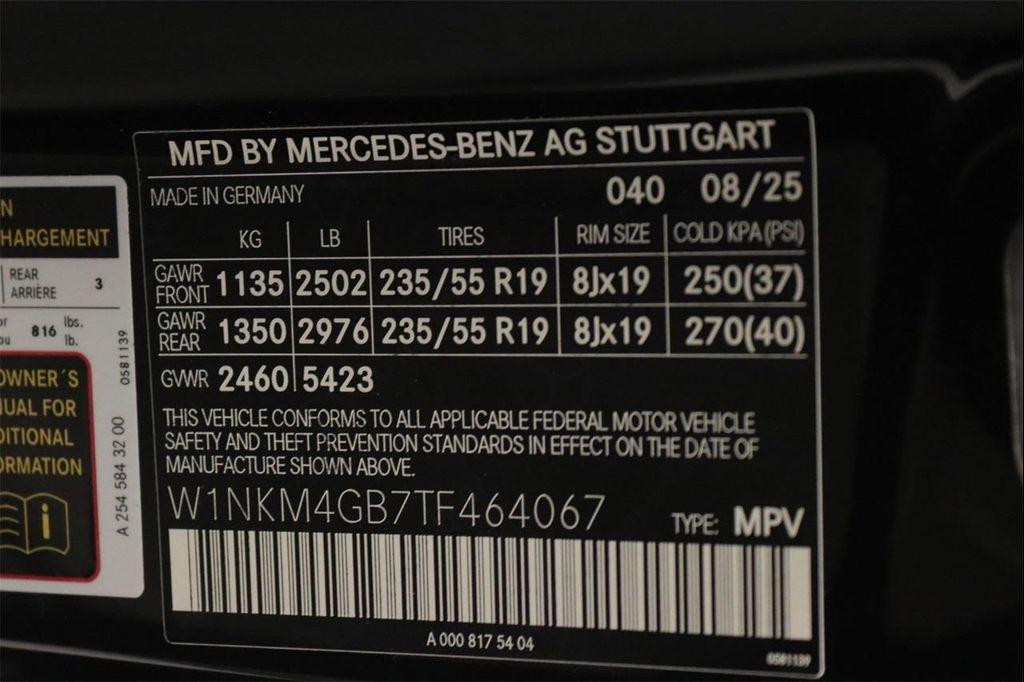 N
HARGEMENT
REAR
ARRIÈRE
3
or
ou
816
lbs.
lb.
OWNER´S
UAL FOR
DITIONAL
ORMATION
i
0581139
A 254 584 32 00
MFD BY MERCEDES-BENZ AG STUTTGART
MADE IN GERMANY 040 08/25
KG LB TIRES RIM SIZE COLD KPA (PSI)
GAWR FRONT 1135 2502 235/55 R19 8Jx19 250(37)
GAWR REAR 1350 2976 235/55 R19 8Jx19 270(40)
GVWR 2460 5423
THIS VEHICLE CONFORMS TO ALL APPLICABLE FEDERAL MOTOR VEHICLE
SAFETY AND THEFT PREVENTION STANDARDS IN EFFECT ON THE DATE OF
MANUFACTURE SHOWN ABOVE.
W1NKM4GB7TF464067 TYPE: MPV
A 000 817 54 04
0581139